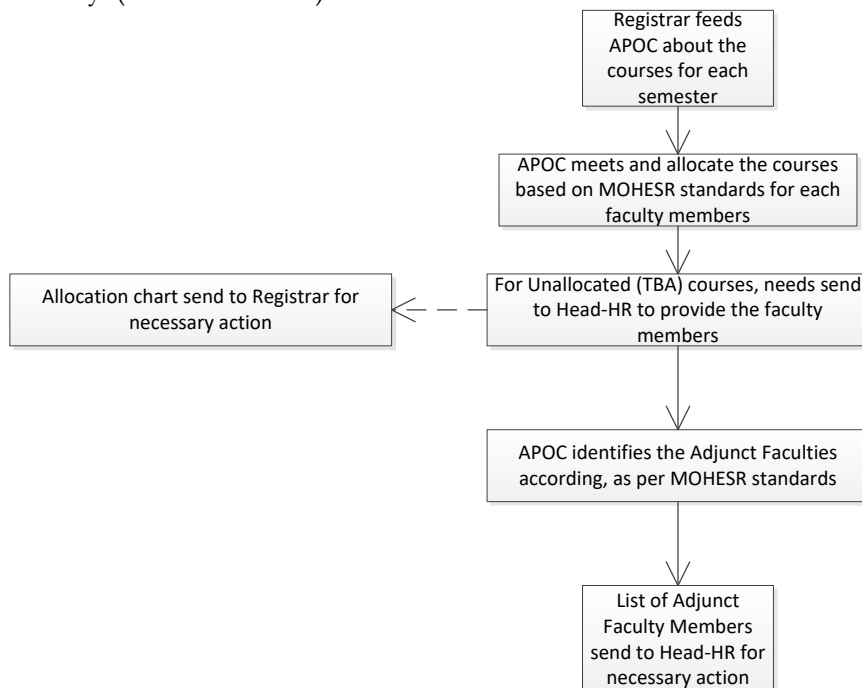 Registrar feeds
APOC about the
courses for each
semester
APOC meets and allocate the courses
based on MOHESR standards for each
faculty members
For Unallocated (TBA) courses, needs send
to Head-HR to provide the faculty
members
Allocation chart send to Registrar for
necessary action
APOC identifies the Adjunct Faculties
according, as per MOHESR standards
List of Adjunct
Faculty Members
send to Head-HR for
necessary action